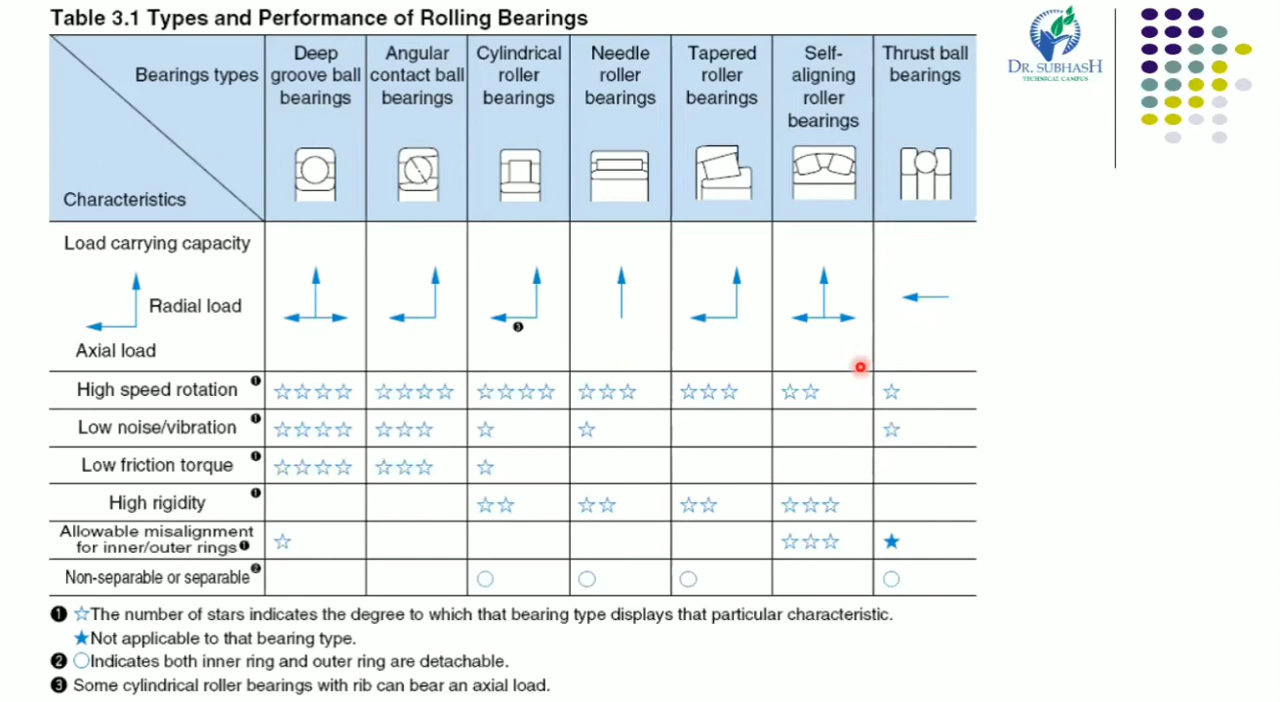 Table 3.1 Types and Performance of Rolling Bearings
DR. SUBHASH
TECHNICAL CAMPUS
Bearings types
Characteristics
Deep
groove ball
bearings
Angular
contact ball
bearings
Cylindrical
roller
bearings
Needle
roller
bearings
Tapered
roller
bearings
Self-
aligning
roller
bearings
Thrust ball
bearings
Load carrying capacity
Radial load
Axial load
❸
High speed rotation ❶ ☆☆☆☆ ☆☆☆☆ ☆☆☆☆ ☆☆☆ ☆☆☆ ☆☆ ☆
Low noise/vibration ❶ ☆☆☆☆ ☆☆☆ ☆ ☆ ☆
Low friction torque ❶ ☆☆☆☆ ☆☆☆ ☆
High rigidity ❶ ☆☆ ☆☆ ☆☆ ☆☆☆
Allowable misalignment
for inner/outer rings❶ ☆ ☆☆☆ ★
Non-separable or separable❷ ○ ○ ○ ○
❶ ☆The number of stars indicates the degree to which that bearing type displays that particular characteristic.
★Not applicable to that bearing type.
❷ ○Indicates both inner ring and outer ring are detachable.
❸ Some cylindrical roller bearings with rib can bear an axial load.